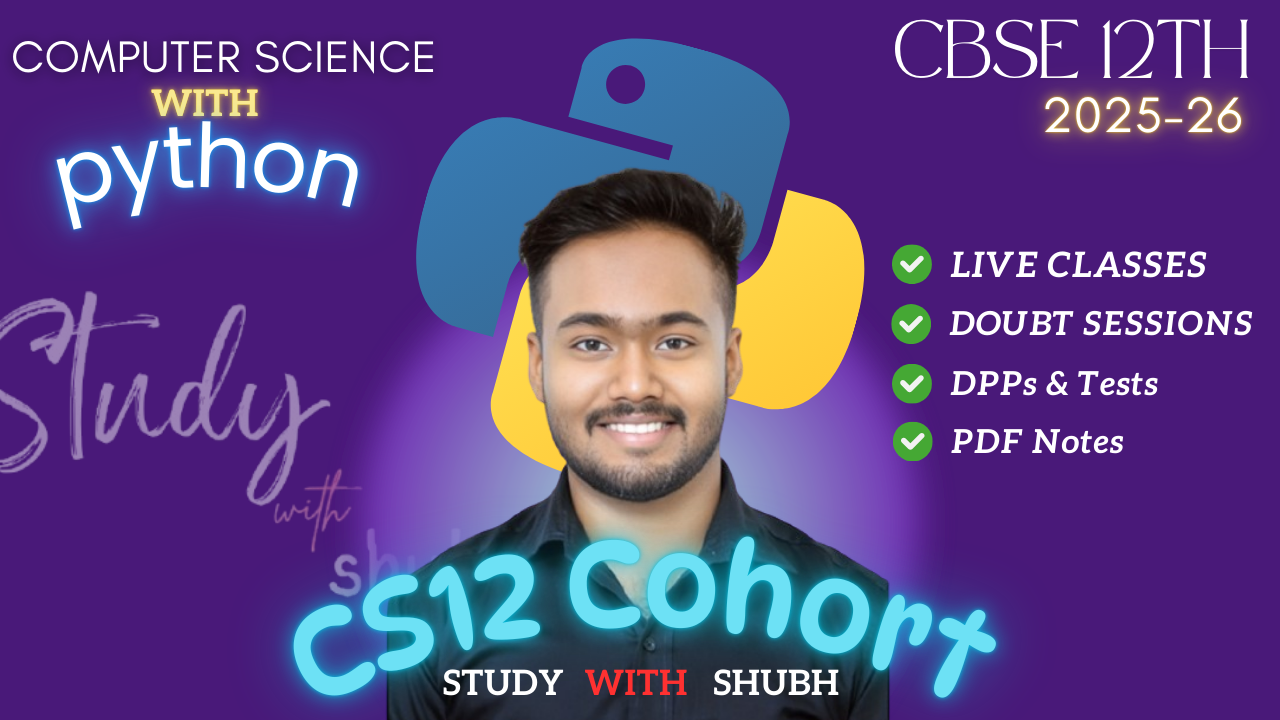 COMPUTER SCIENCE
WITH
python
CBSE 12TH
2025-26
LIVE CLASSES
DOUBT SESSIONS
DPPs & Tests
PDF Notes
Study
with
CS12 Cohort
STUDY WITH SHUBH